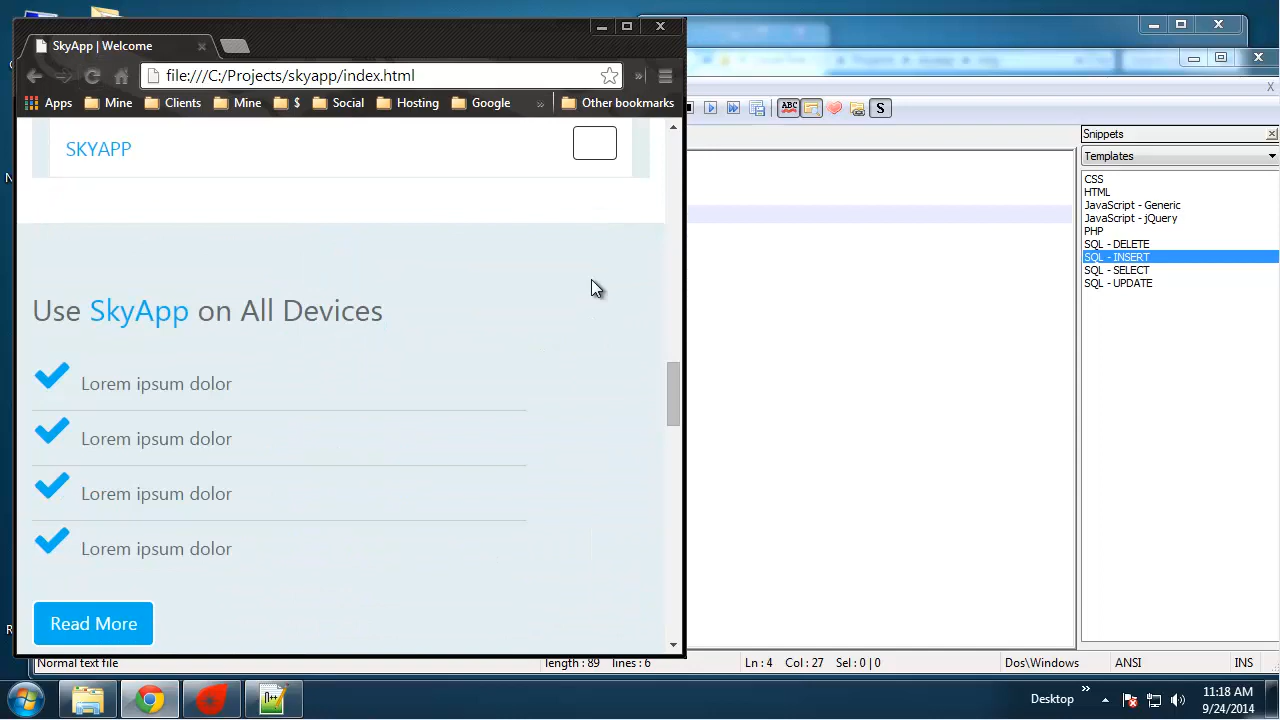 SkyApp | Welcome
file:///C:/Projects/skyapp/index.html
»
Apps Mine Clients Mine $ Social Hosting Google » Other bookmarks
SKYAPP
Use SkyApp on All Devices
Lorem ipsum dolor
Lorem ipsum dolor
Lorem ipsum dolor
Lorem ipsum dolor
Read More
X
ABC S
Snippets
Templates
CSS
HTML
JavaScript - Generic
JavaScript - jQuery
PHP
SQL - DELETE
SQL - INSERT
SQL - SELECT
SQL - UPDATE
Normal text file length : 89 lines : 6 Ln : 4 Col : 27 Sel : 0 | 0 Dos\Windows ANSI INS
Desktop »
11:18 AM
9/24/2014